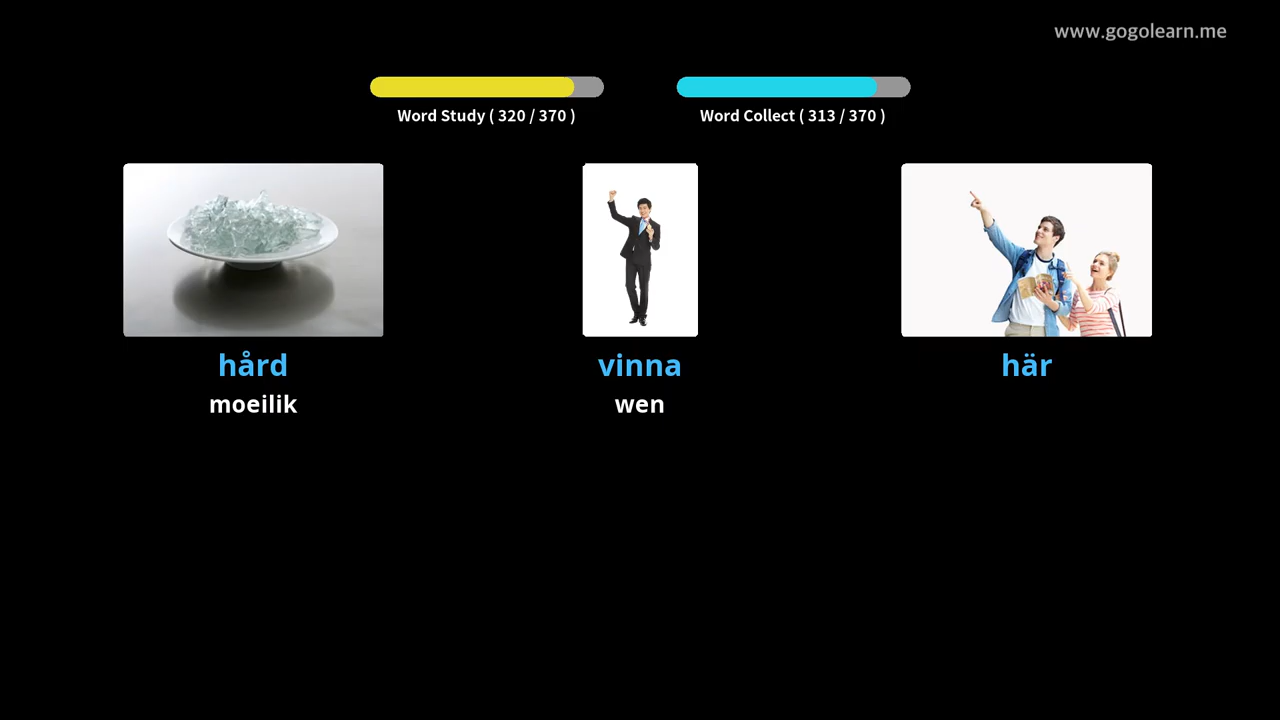 www.gogolearn.me
Word Study ( 320 / 370 )
Word Collect ( 313 / 370 )
hård
moeilik
vinna
wen
här